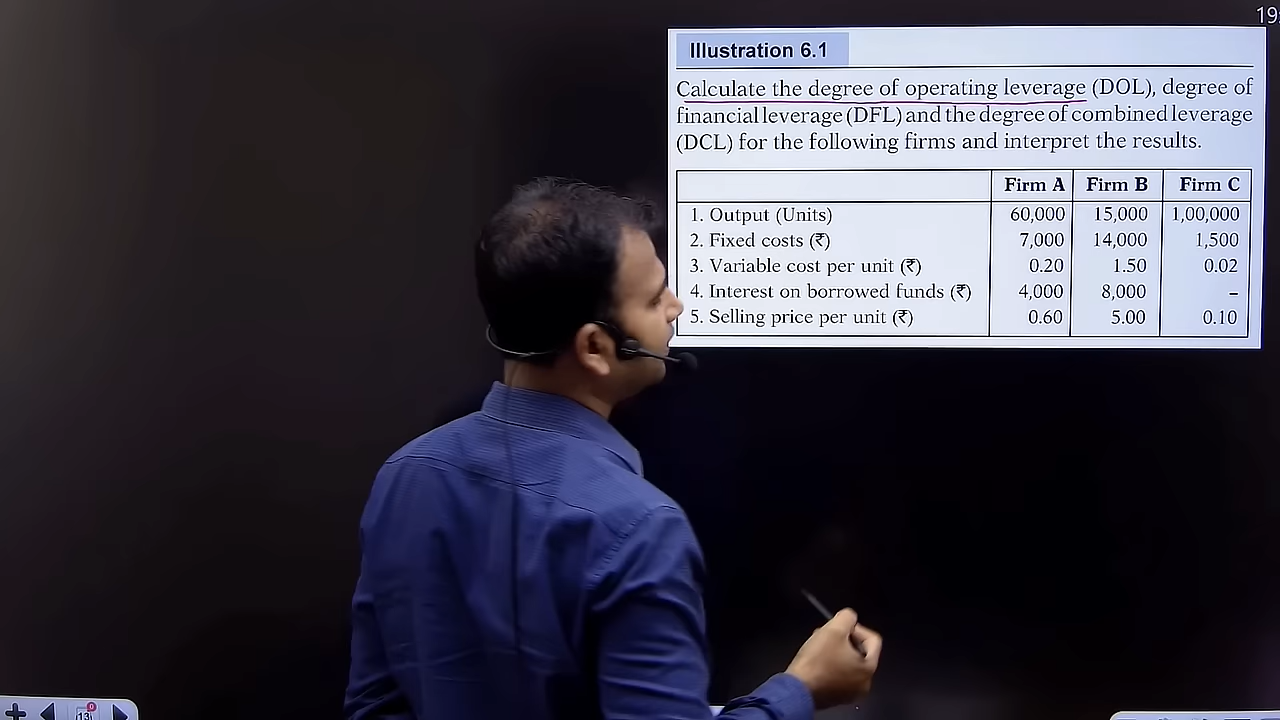 19:
Illustration 6.1
Calculate the degree of operating leverage (DOL), degree of
financial leverage (DFL) and the degree of combined leverage
(DCL) for the following firms and interpret the results.
Firm A Firm B Firm C
1. Output (Units) 60,000 15,000 1,00,000
2. Fixed costs (₹) 7,000 14,000 1,500
3. Variable cost per unit (₹) 0.20 1.50 0.02
4. Interest on borrowed funds (₹) 4,000 8,000 –
5. Selling price per unit (₹) 0.60 5.00 0.10
13
0